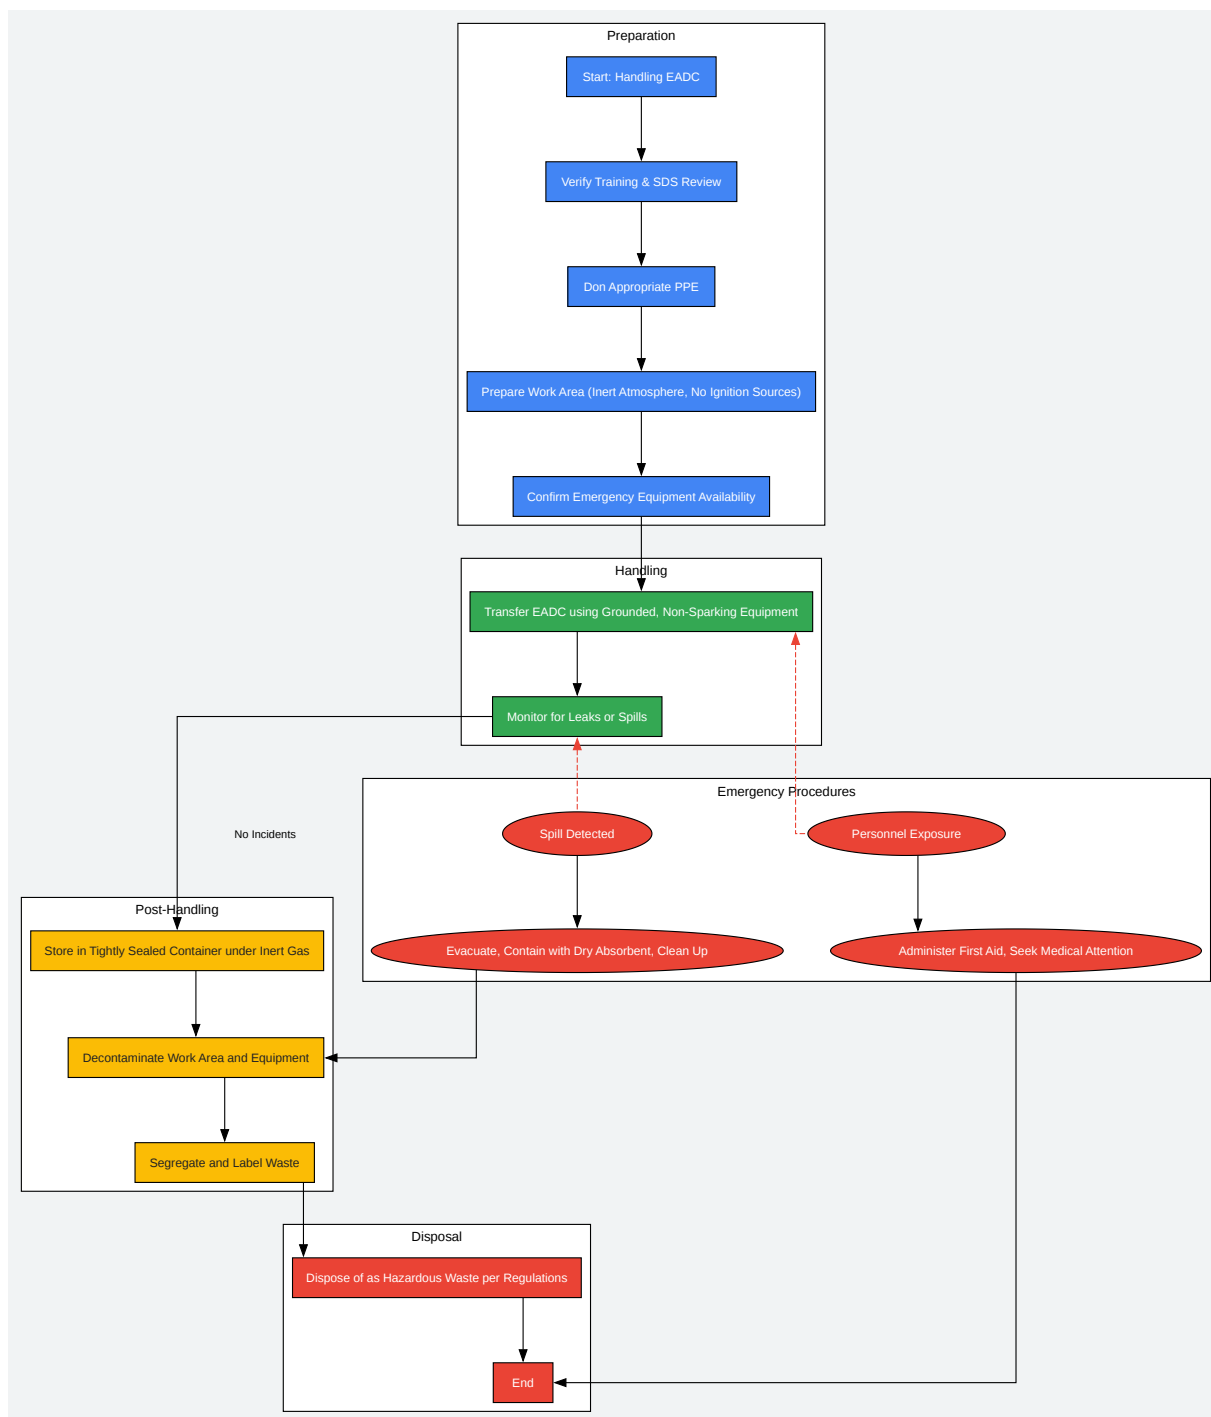 Preparation
Start: Handling EADC
Verify Training & SDS Review
Don Appropriate PPE
Prepare Work Area (Inert Atmosphere, No Ignition Sources)
Confirm Emergency Equipment Availability
Handling
Transfer EADC using Grounded, Non-Sparking Equipment
Monitor for Leaks or Spills
Emergency Procedures
Spill Detected
Personnel Exposure
No Incidents
Post-Handling
Store in Tightly Sealed Container under Inert Gas
Evacuate, Contain with Dry Absorbent, Clean Up
Administer First Aid, Seek Medical Attention
Decontaminate Work Area and Equipment
Segregate and Label Waste
Disposal
Dispose of as Hazardous Waste per Regulations
End